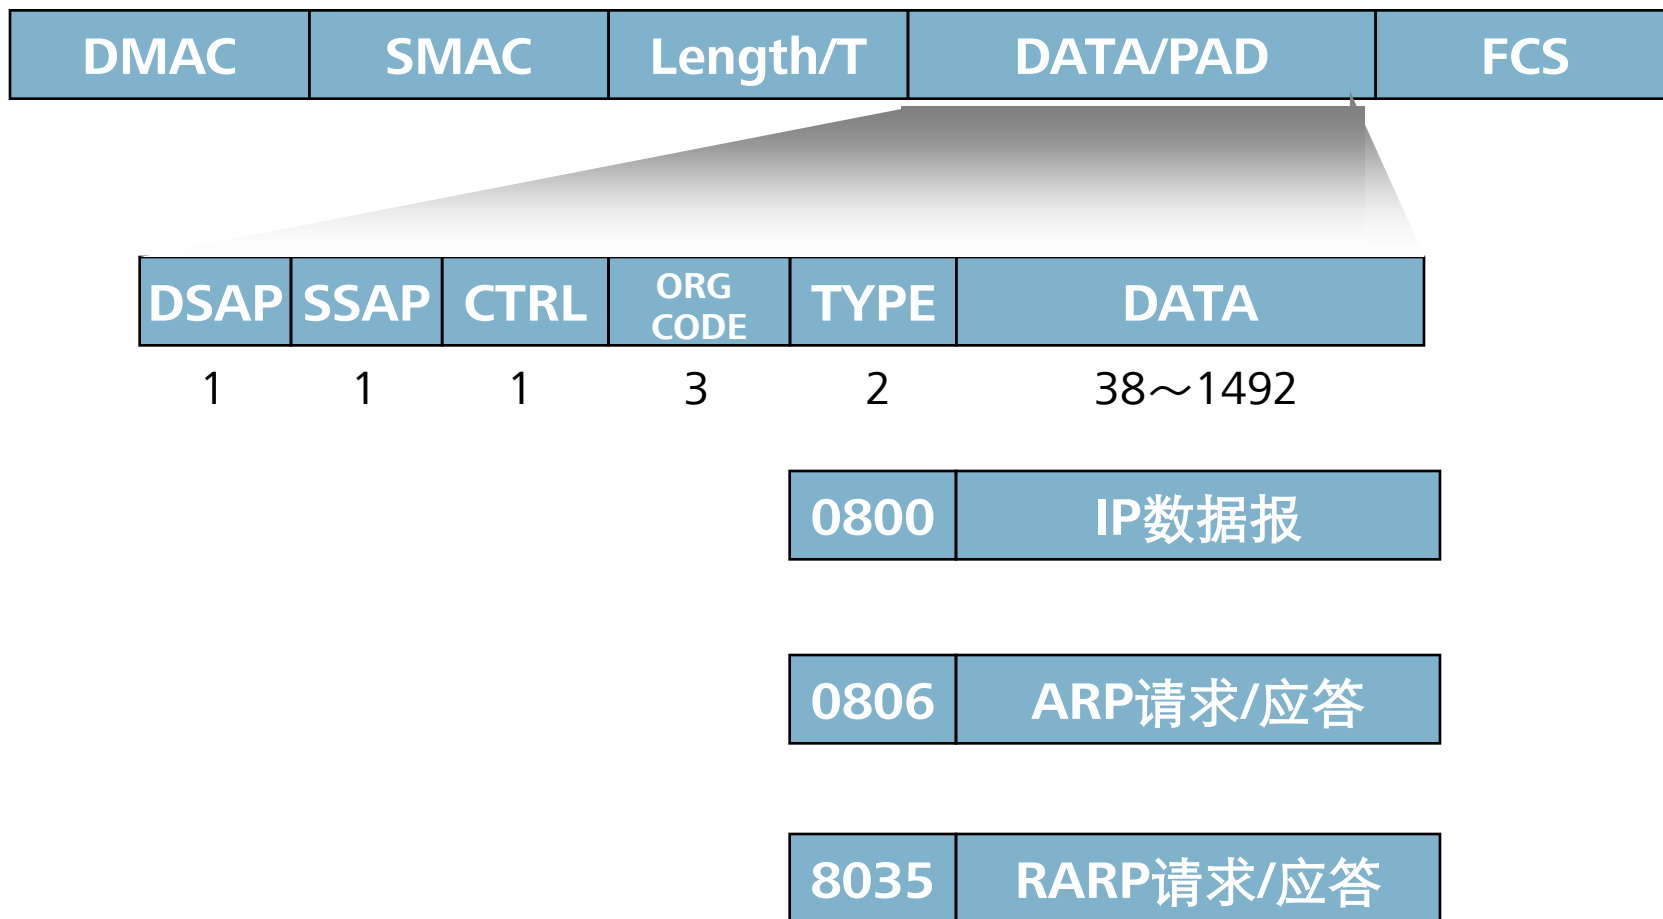 DMAC SMAC Length/T DATA/PAD FCS
DSAP SSAP CTRL ORG CODE TYPE DATA
1 1 1 3 2 38～1492
0800 IP数据报
0806 ARP请求/应答
8035 RARP请求/应答